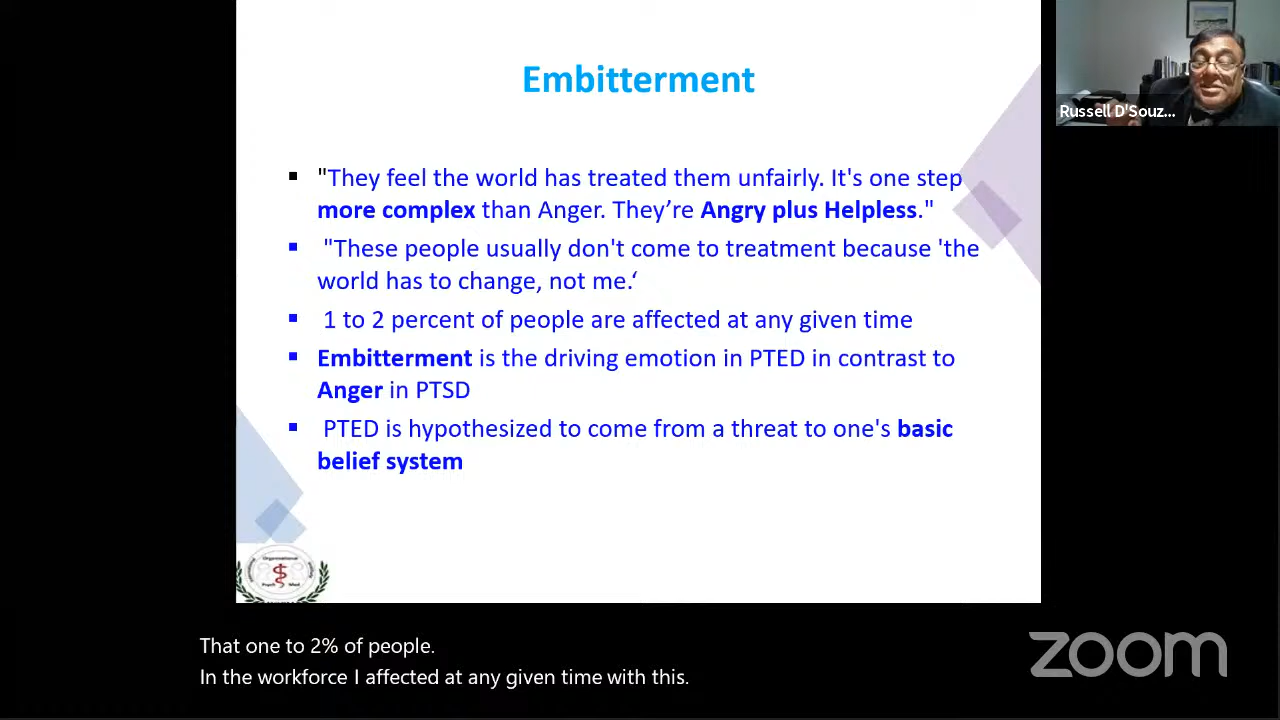 Embitterment
Russell D'Souz...
▪ "They feel the world has treated them unfairly. It's one step
more complex than Anger. They’re Angry plus Helpless."
▪ "These people usually don't come to treatment because 'the
world has to change, not me.‘
▪ 1 to 2 percent of people are affected at any given time
▪ Embitterment is the driving emotion in PTED in contrast to
Anger in PTSD
▪ PTED is hypothesized to come from a threat to one's basic
belief system
Organisational
Psych Med
That one to 2% of people.
In the workforce I affected at any given time with this.
zoom